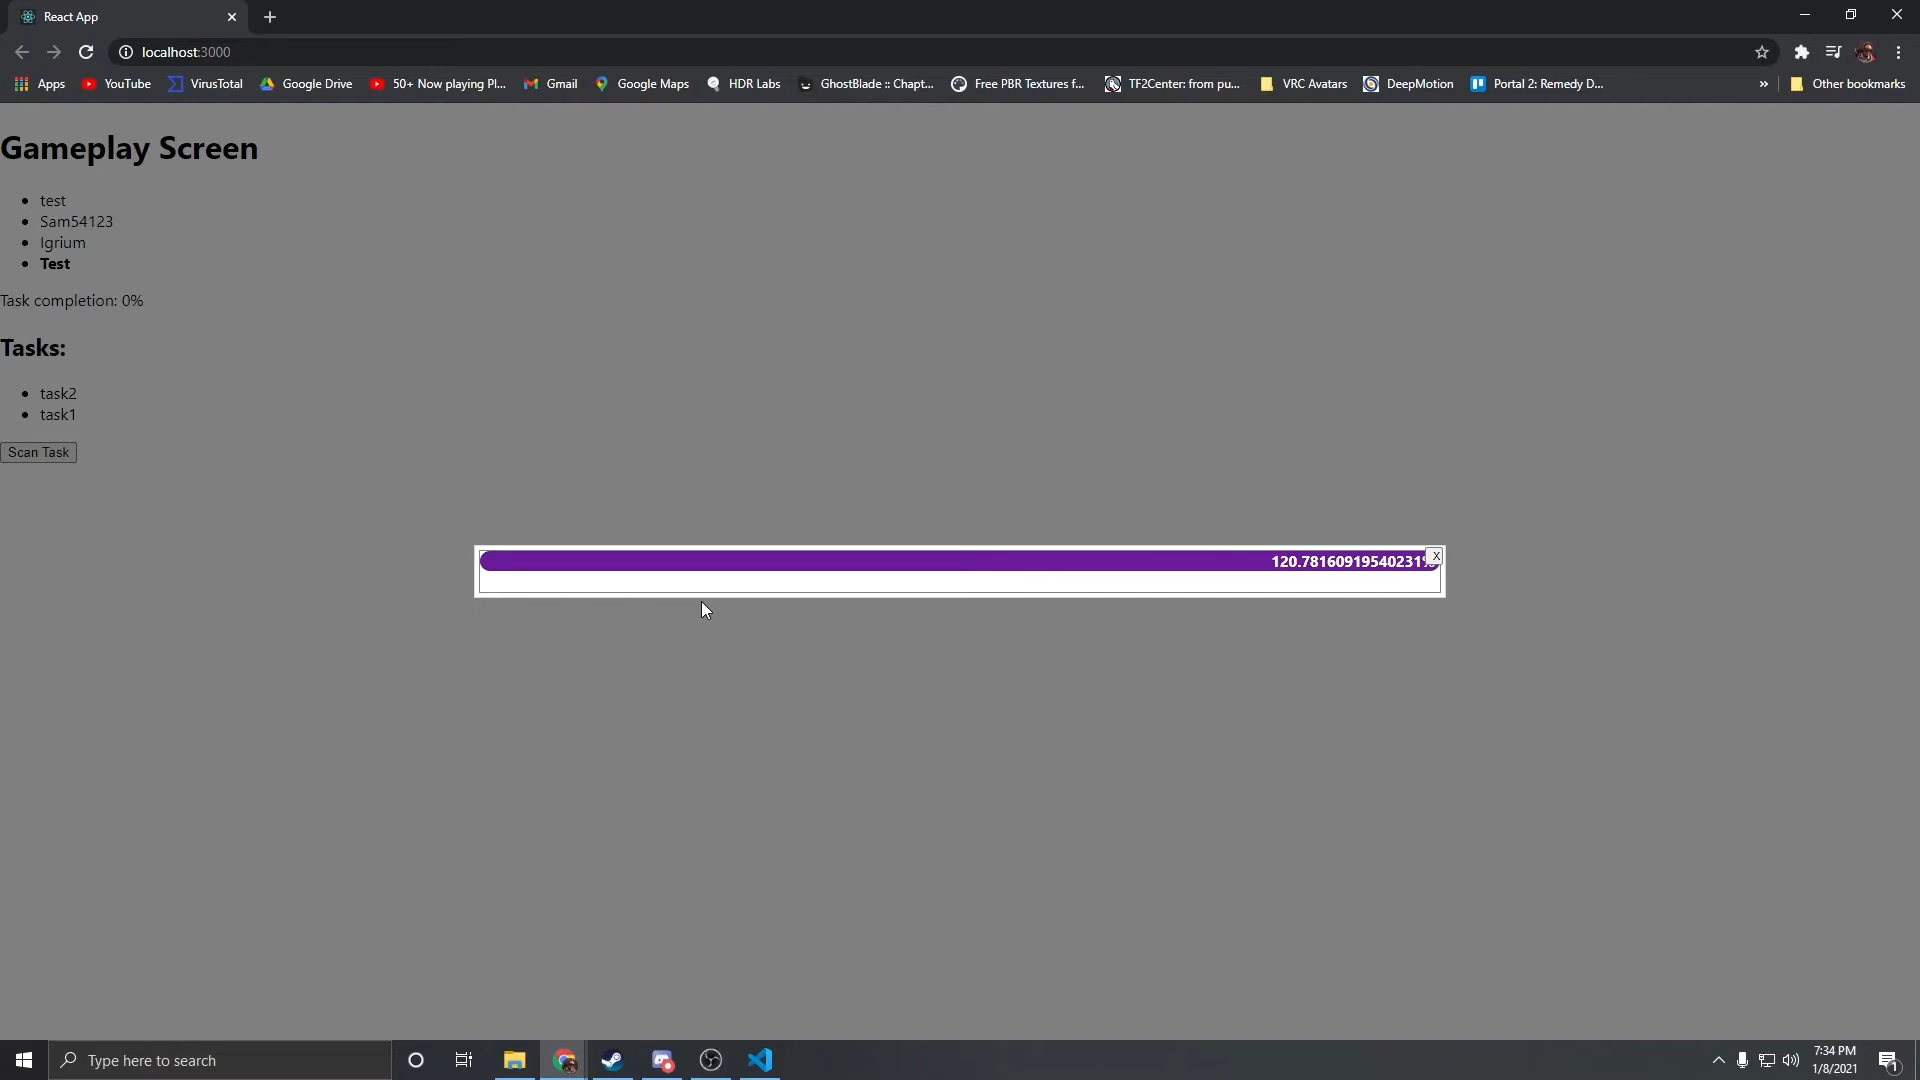 React App
localhost:3000
Apps YouTube VirusTotal Google Drive 50+ Now playing Pl... Gmail Google Maps HDR Labs GhostBlade :: Chapt... Free PBR Textures f... TF2Center: from pu... VRC Avatars DeepMotion Portal 2: Remedy D... » Other bookmarks
Gameplay Screen
test
Sam54123
Igrium
Test
Task completion: 0%
Tasks:
task2
task1
Scan Task
120.78160919540231% X
Type here to search
7:34 PM
1/8/2021
1